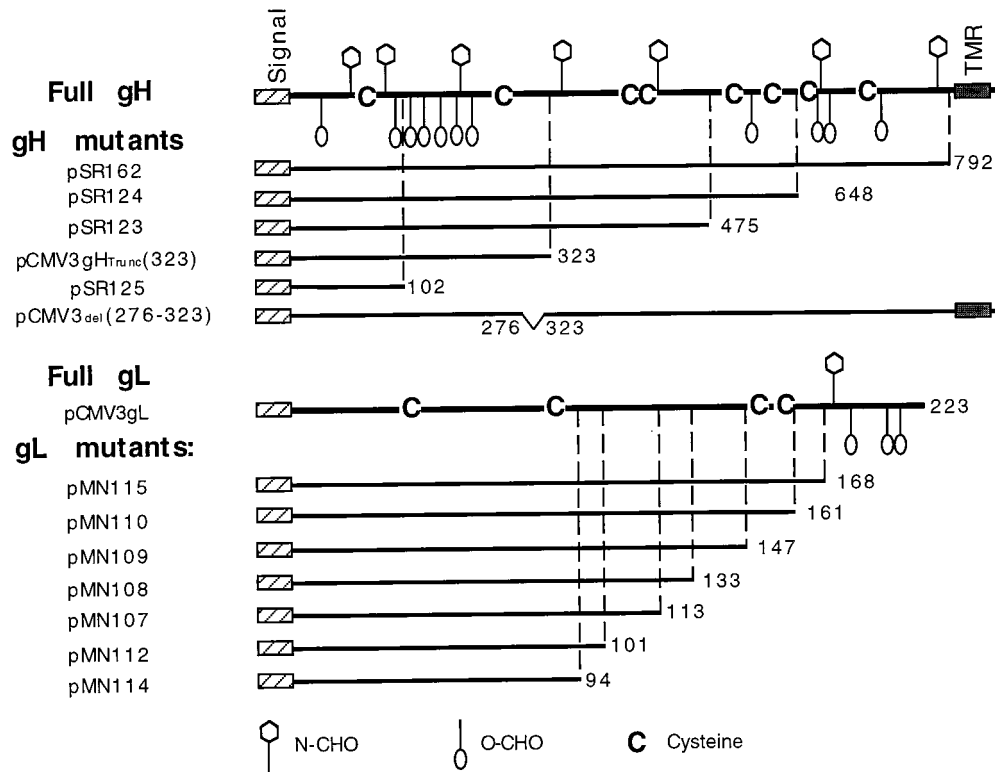 Signal
TMR
Full gH
C C C C C C C C
gH mutants
pSR162 792
pSR124 648
pSR123 475
pCMV3gHTrunc(323) 323
pSR125 102
pCMV3del(276-323) 276 323
Full gL
pCMV3gL C C C C 223
gL mutants:
pMN115 168
pMN110 161
pMN109 147
pMN108 133
pMN107 113
pMN112 101
pMN114 94
N-CHO O-CHO C Cysteine